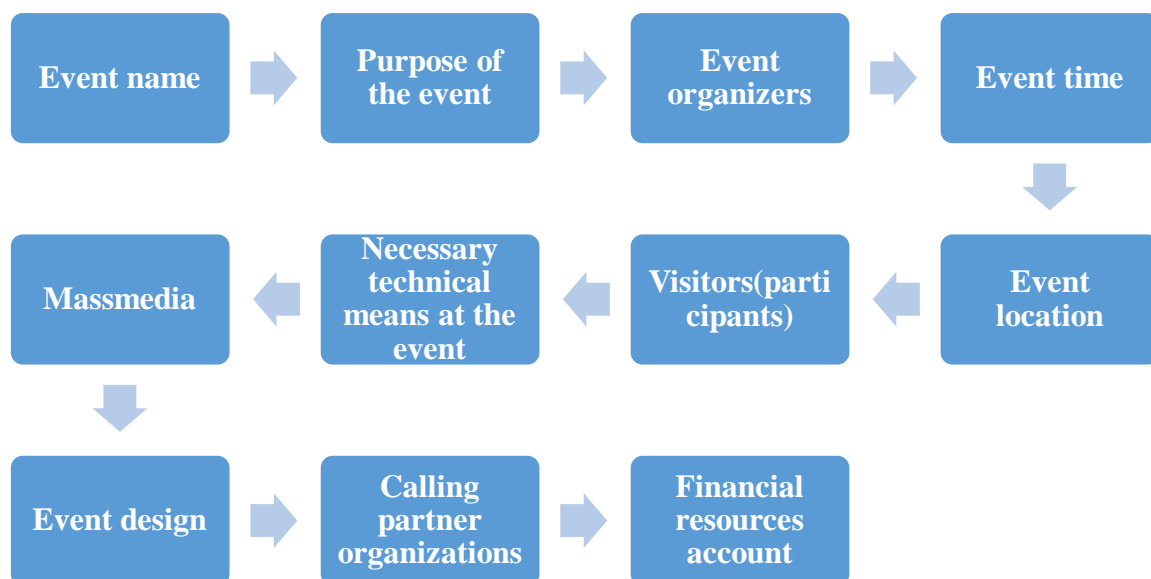 Event name
Purpose of
the event
Event
organizers
Event time
Event
location
Visitors(parti
cipants)
Necessary
technical
means at the
event
Massmedia
Event design
Calling
partner
organizations
Financial
resources
account